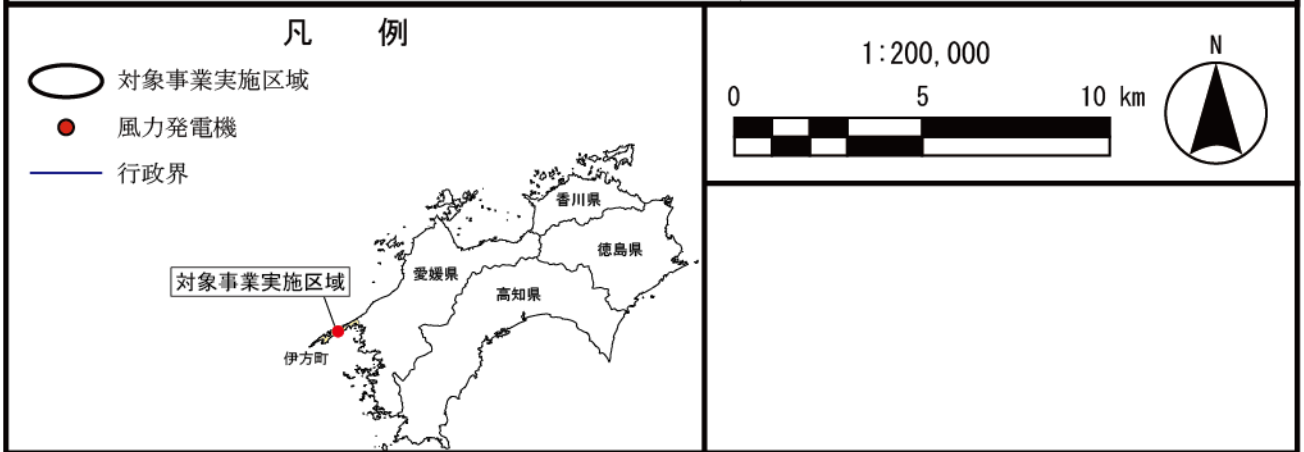 凡 例
対象事業実施区域
風力発電機
行政界
香川県
徳島県
愛媛県
高知県
対象事業実施区域
伊方町
1:200,000
0 5 10 km
N